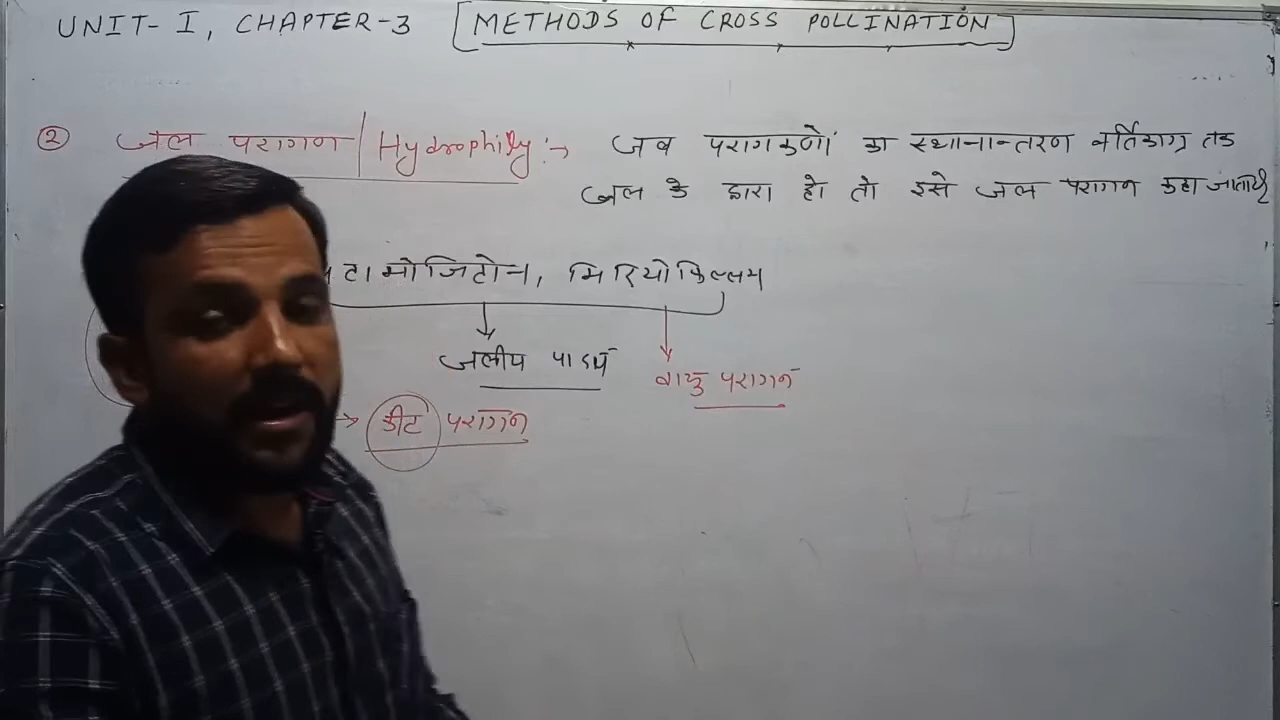 UNIT- I, CHAPTER-3 [METHODS OF CROSS POLLINATION]
② जल परागण / Hydrophily :→ जब परागकणों का स्थानान्तरण वर्तिकाग्र तक
जल के द्वारा हो तो इसे जल परागण कहा जाता है
टामोजिटोन, मिरियोफिल्लम
जलीय पादप
वायु परागण
→ कीट परागण